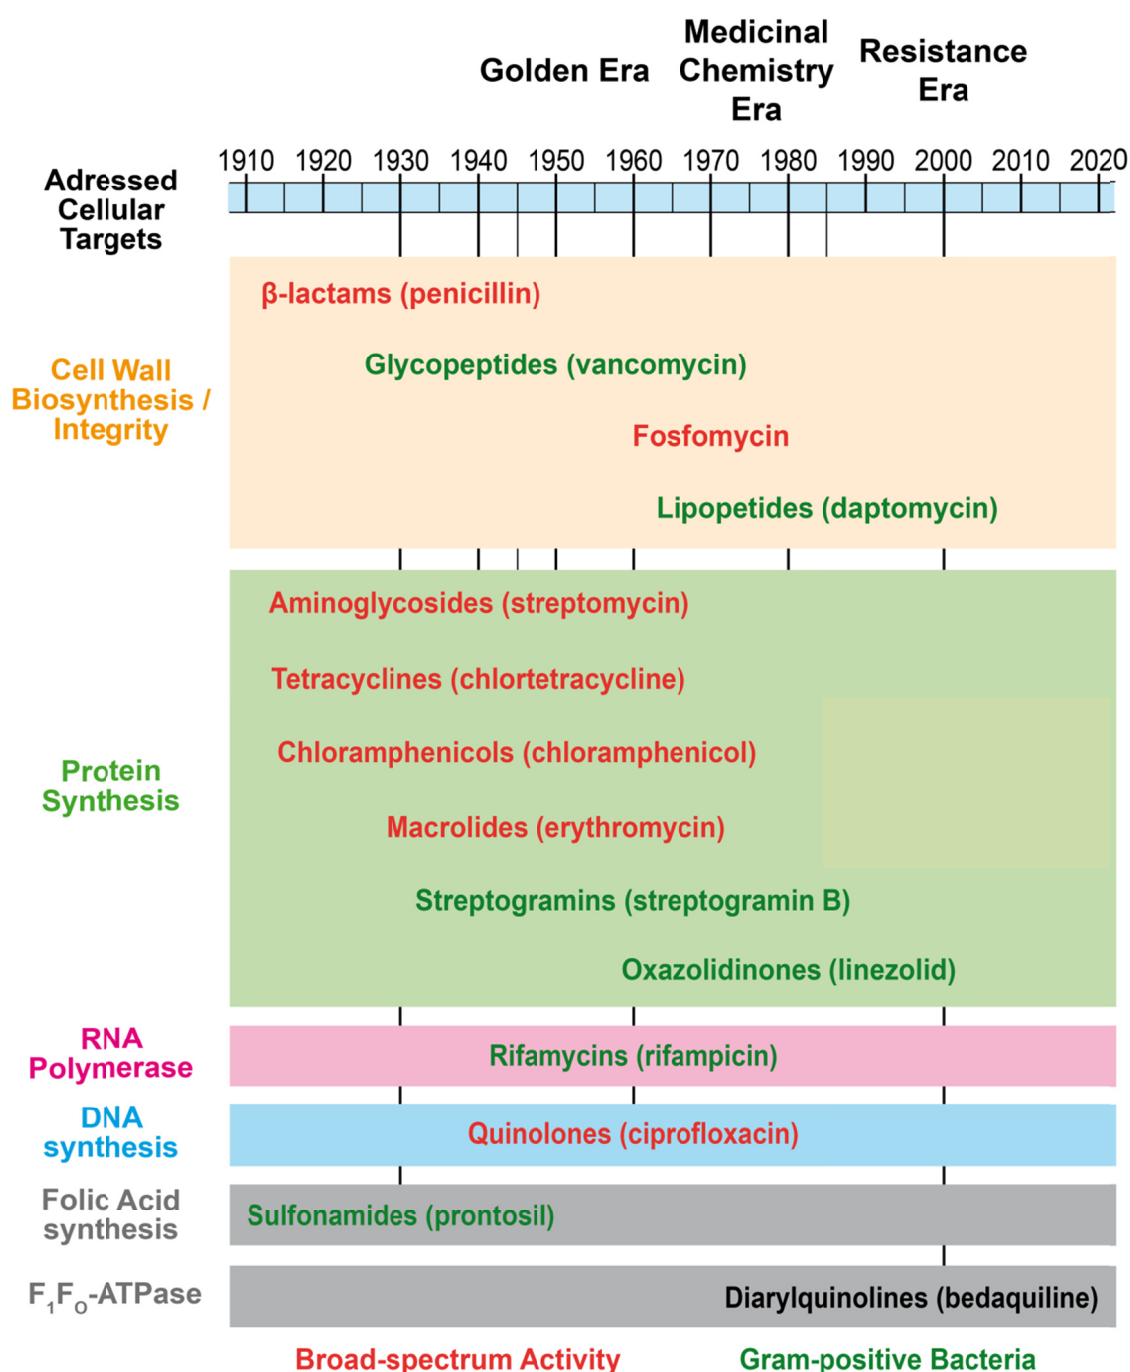 Golden Era
Medicinal
Chemistry
Era
Resistance
Era
1910 1920 1930 1940 1950 1960 1970 1980 1990 2000 2010 2020
Adressed
Cellular
Targets
Cell Wall
Biosynthesis /
Integrity
β-lactams (penicillin)
Glycopeptides (vancomycin)
Fosfomycin
Lipopetides (daptomycin)
Protein
Synthesis
Aminoglycosides (streptomycin)
Tetracyclines (chlortetracycline)
Chloramphenicols (chloramphenicol)
Macrolides (erythromycin)
Streptogramins (streptogramin B)
Oxazolidinones (linezolid)
RNA
Polymerase
Rifamycins (rifampicin)
DNA
synthesis
Quinolones (ciprofloxacin)
Folic Acid
synthesis
Sulfonamides (prontosil)
F₁F₀-ATPase
Diarylquinolines (bedaquiline)
Broad-spectrum Activity
Gram-positive Bacteria